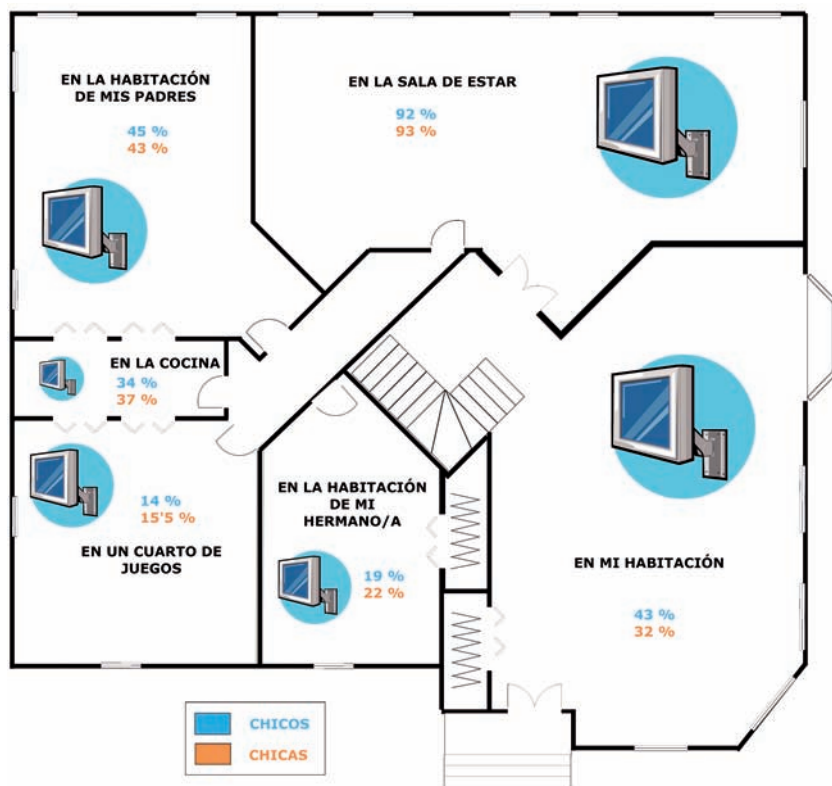 EN LA HABITACIÓN
DE MIS PADRES
45 %
43 %
EN LA SALA DE ESTAR
92 %
93 %
EN LA COCINA
34 %
37 %
14 %
15'5 %
EN UN CUARTO DE
JUEGOS
EN LA HABITACIÓN
DE MI
HERMANO/A
19 %
22 %
EN MI HABITACIÓN
43 %
32 %
CHICOS
CHICAS